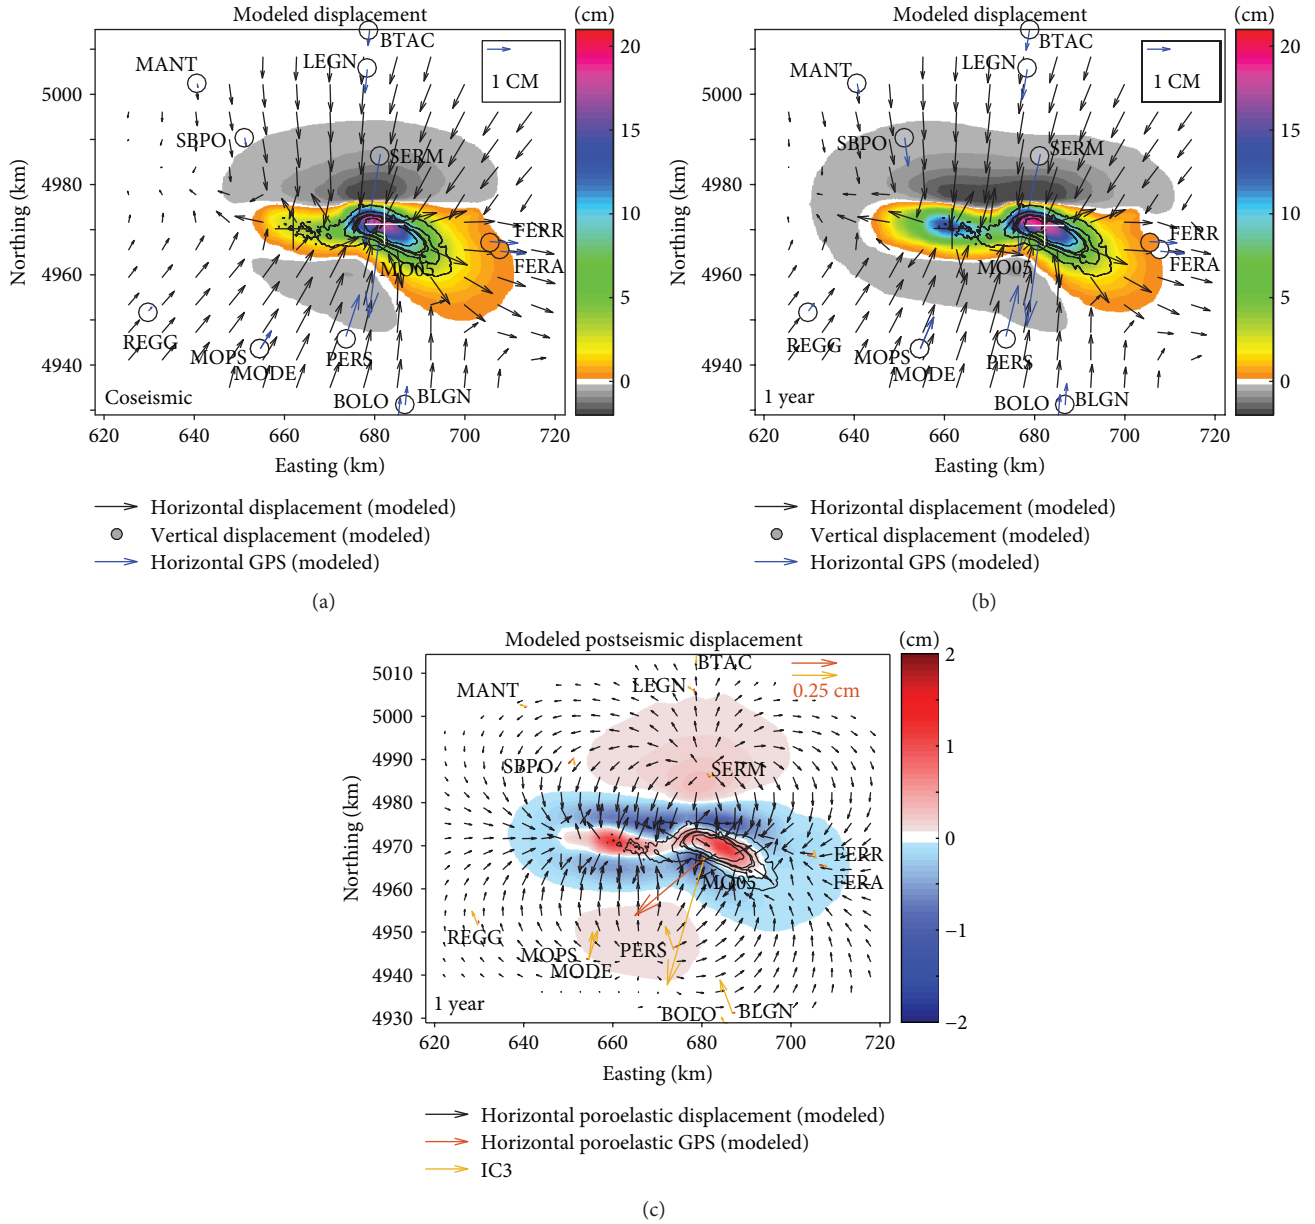 Modeled displacement
(cm)
BTAC
LEGN
MANT
1 CM
SBPO
SERM
FERR
FERA
MO05
REGG
MOPS
MODE
PERS
BOLO
BLGN
Coseismic
5000
4980
4960
4940
Northing (km)
620
640
660
680
700
720
Easting (km)
20
15
10
5
0
Horizontal displacement (modeled)
Vertical displacement (modeled)
Horizontal GPS (modeled)
(a)
Modeled displacement
(cm)
BTAC
LEGN
MANT
1 CM
SBPO
SERM
FERR
FERA
MO05
REGG
MOPS
MODE
PERS
BOLO
BLGN
1 year
5000
4980
4960
4940
Northing (km)
620
640
660
680
700
720
Easting (km)
20
15
10
5
0
Horizontal displacement (modeled)
Vertical displacement (modeled)
Horizontal GPS (modeled)
(b)
Modeled postseismic displacement
(cm)
BTAC
LEGN
MANT
0.25 cm
SBPO
SERM
FERR
FERA
MO05
REGG
MOPS
MODE
PERS
BOLO
BLGN
1 year
5010
5000
4990
4980
4970
4960
4950
4940
4930
Northing (km)
620
640
660
680
700
720
Easting (km)
2
1
0
−1
−2
Horizontal poroelastic displacement (modeled)
Horizontal poroelastic GPS (modeled)
IC3
(c)